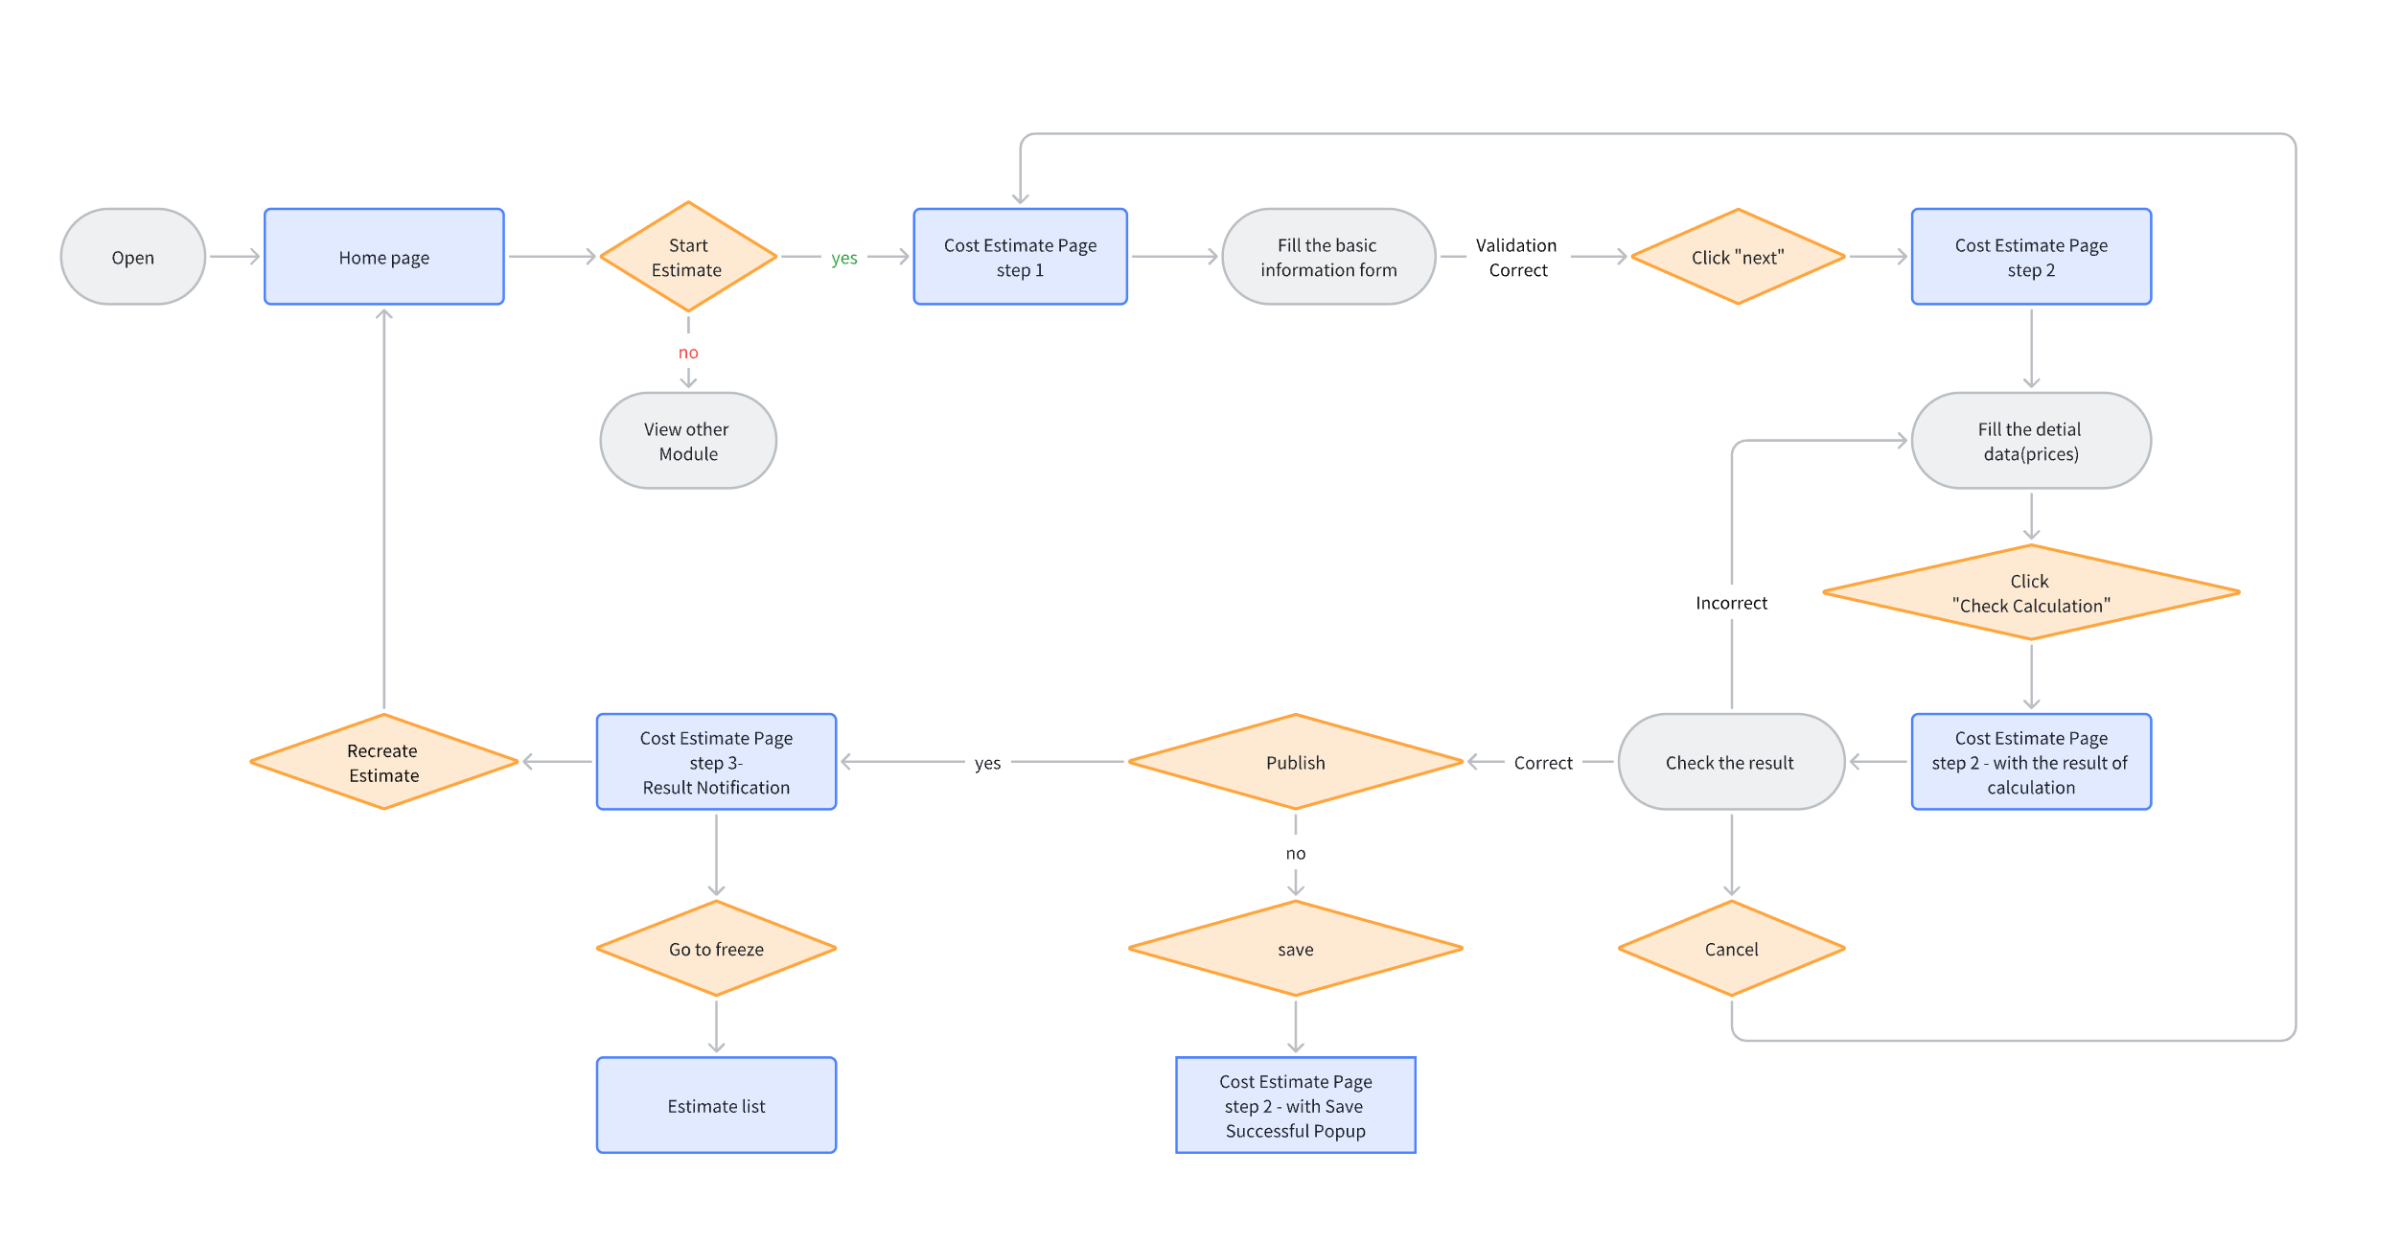 Open
Home page
Start
Estimate
yes
Cost Estimate Page
step 1
Fill the basic
information form
Validation
Correct
Click "next"
Cost Estimate Page
step 2
no
View other
Module
Fill the detial
data(prices)
Incorrect
Click
"Check Calculation"
Recreate
Estimate
Cost Estimate Page
step 3-
Result Notification
yes
Publish
Correct
Check the result
Cost Estimate Page
step 2 - with the result of
calculation
no
Go to freeze
save
Cancel
Estimate list
Cost Estimate Page
step 2 - with Save
Successful Popup